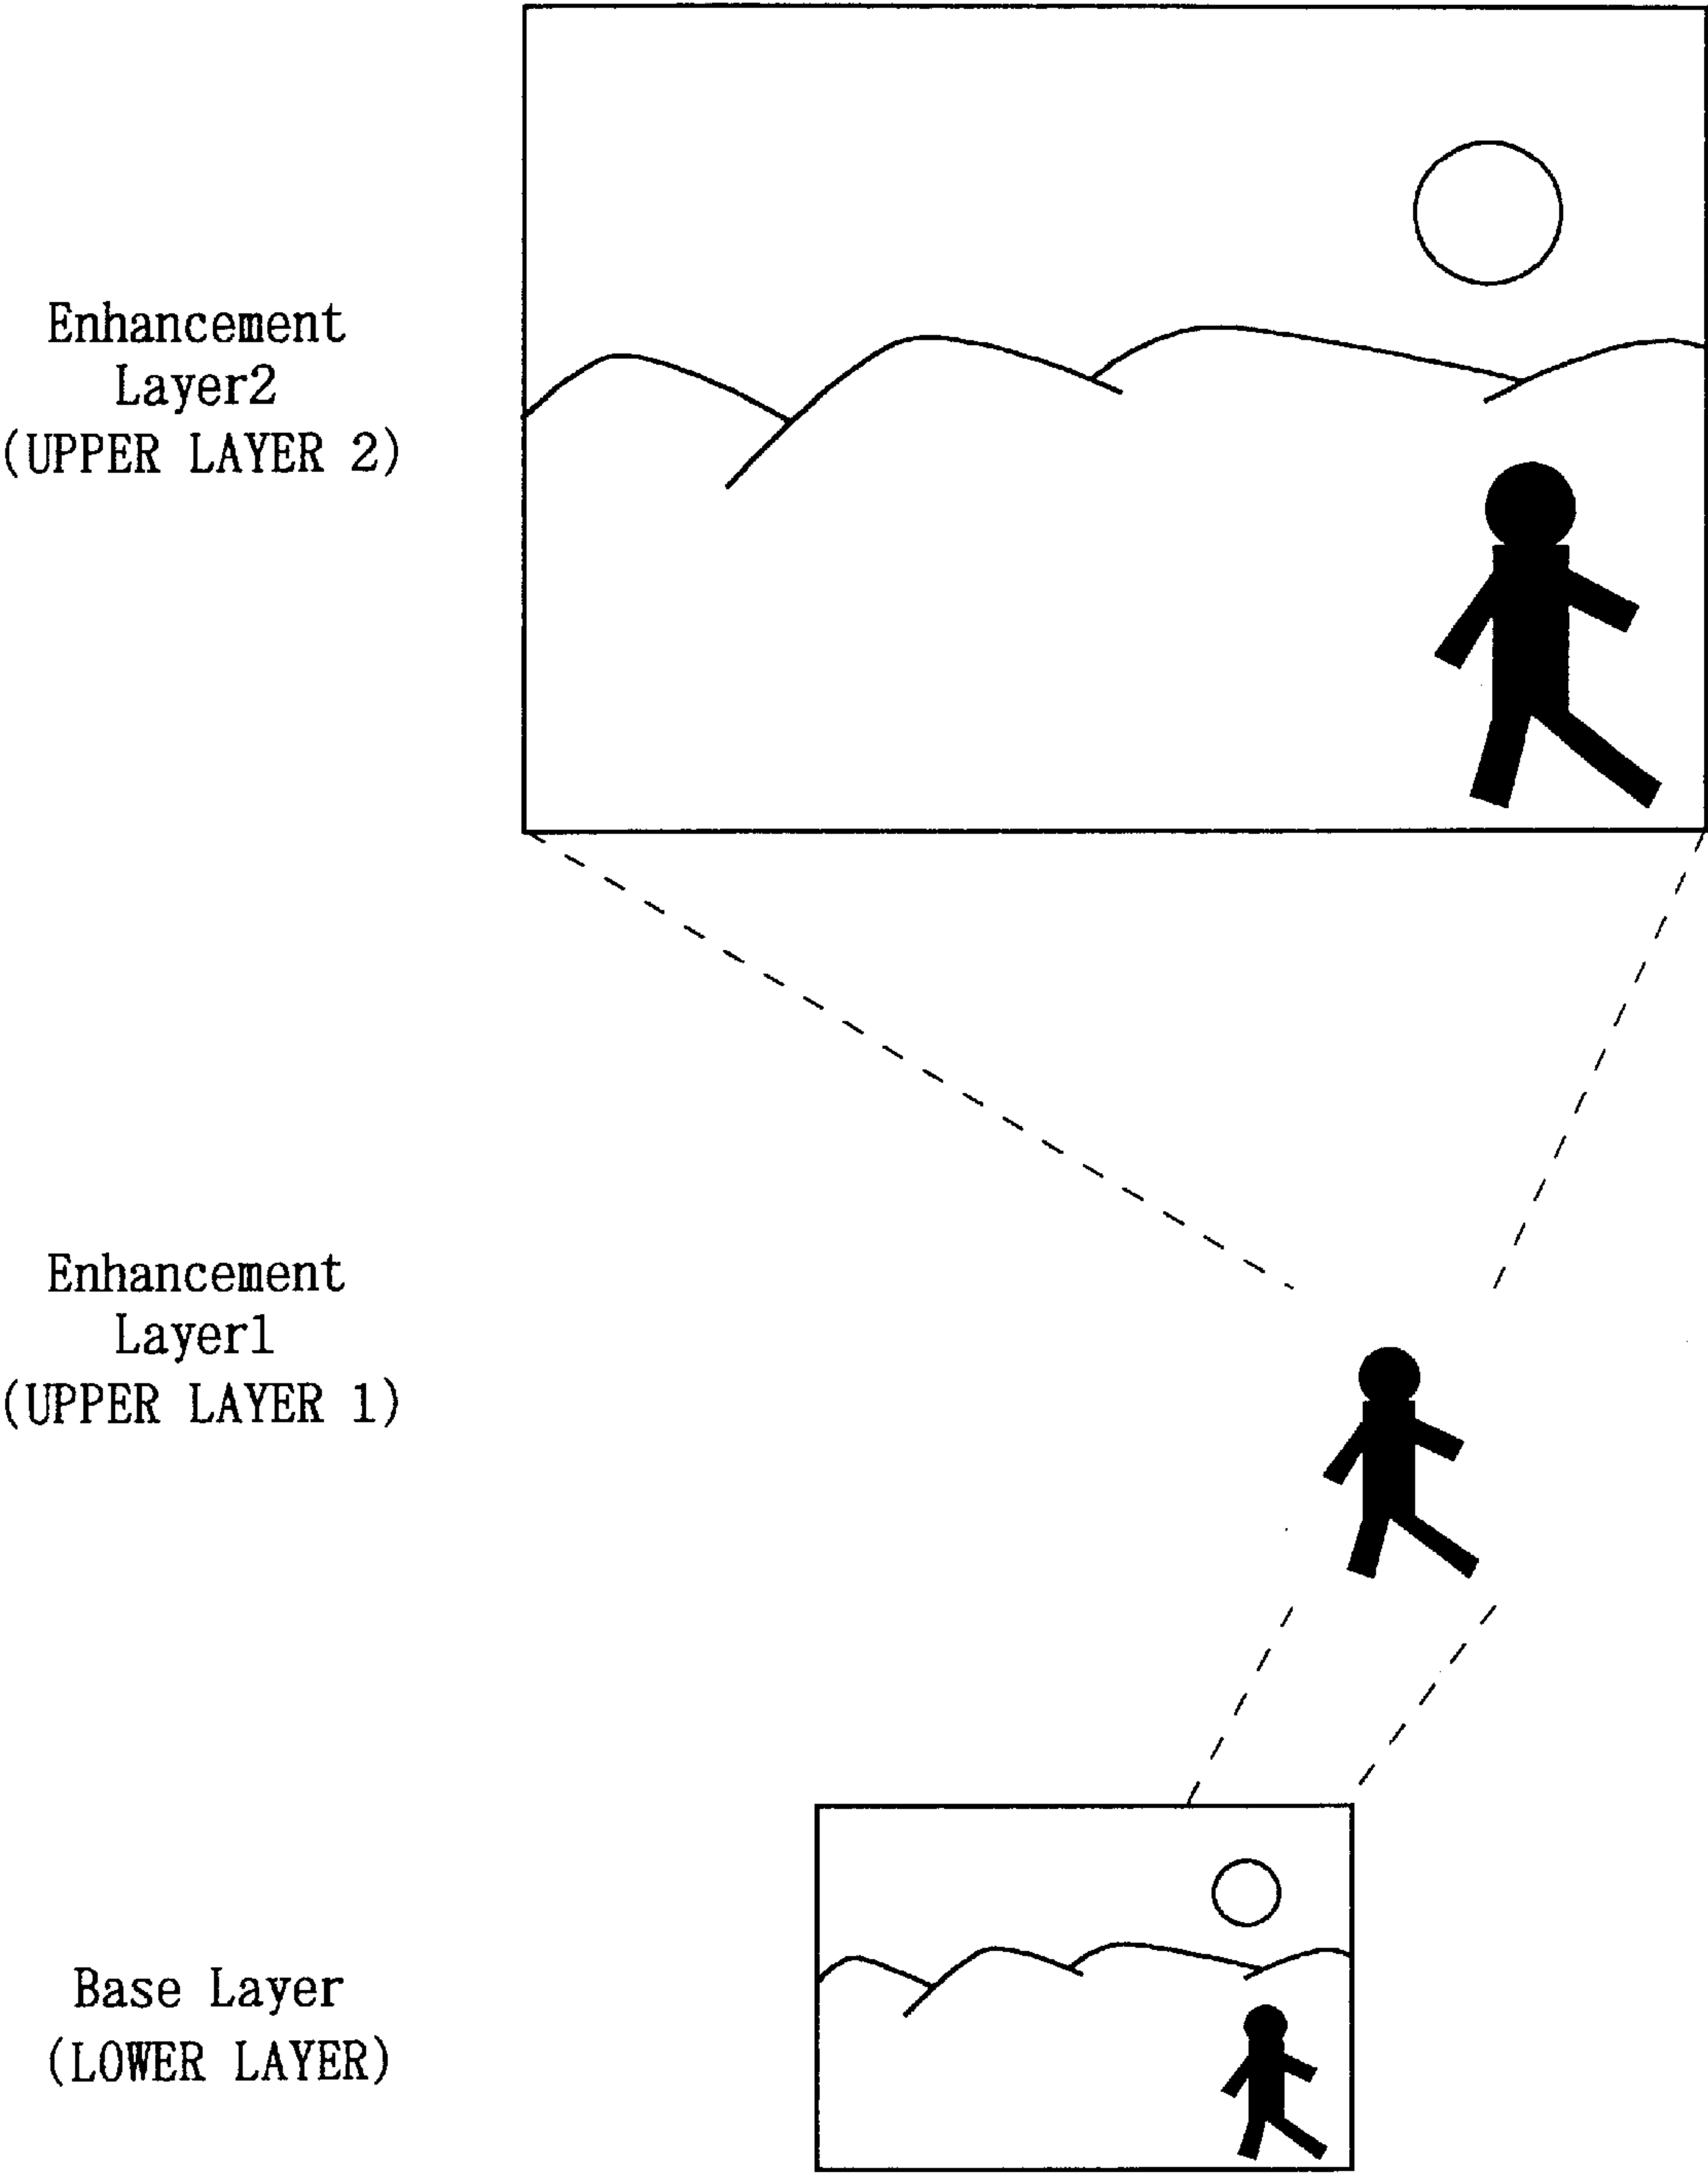 Enhancement
Layer2
(UPPER LAYER 2)
Enhancement
Layer1
(UPPER LAYER 1)
Base Layer
(LOWER LAYER)